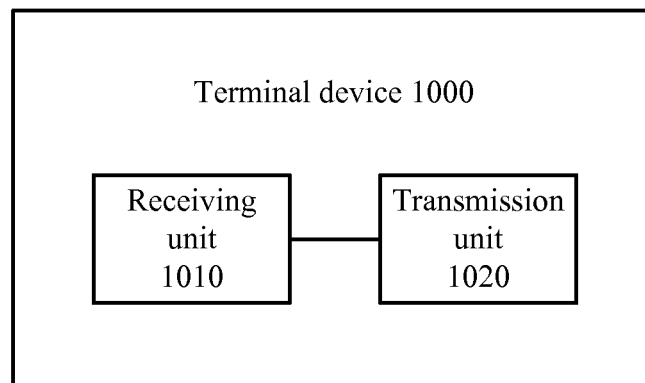 Terminal device 1000
Receiving
unit
1010
Transmission
unit
1020